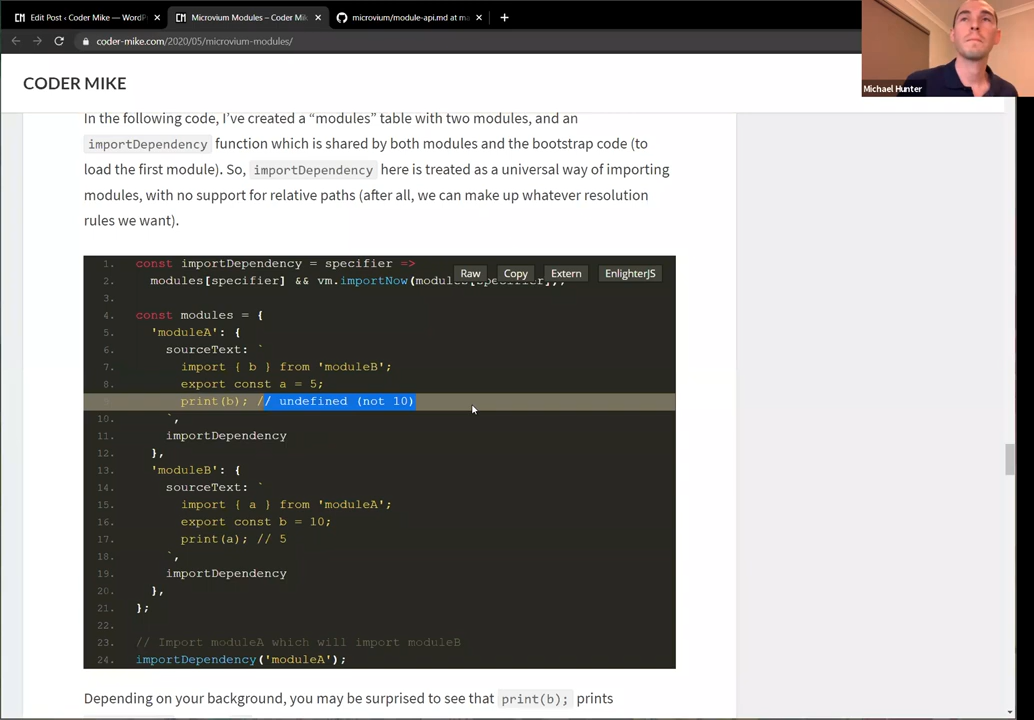 Edit Post ‹ Coder Mike — WordP
Microvium Modules – Coder Mik
microvium/module-api.md at ma
coder-mike.com/2020/05/microvium-modules/
Michael Hunter
CODER MIKE
In the following code, I've created a “modules” table with two modules, and an
importDependency function which is shared by both modules and the bootstrap code (to
load the first module). So, importDependency here is treated as a universal way of importing
modules, with no support for relative paths (after all, we can make up whatever resolution
rules we want).
Raw Copy Extern EnlighterJS
1. const importDependency = specifier =>
2. modules[specifier] && vm.importNow(modules[specifier]);
3.
4. const modules = {
5. 'moduleA': {
6. sourceText: `
7. import { b } from 'moduleB';
8. export const a = 5;
print(b); // undefined (not 10)
10. `,
11. importDependency
12. },
13. 'moduleB': {
14. sourceText: `
15. import { a } from 'moduleA';
16. export const b = 10;
17. print(a); // 5
18. `,
19. importDependency
20. },
21. };
22.
23. // Import moduleA which will import moduleB
24. importDependency('moduleA');
Depending on your background, you may be surprised to see that print(b); prints